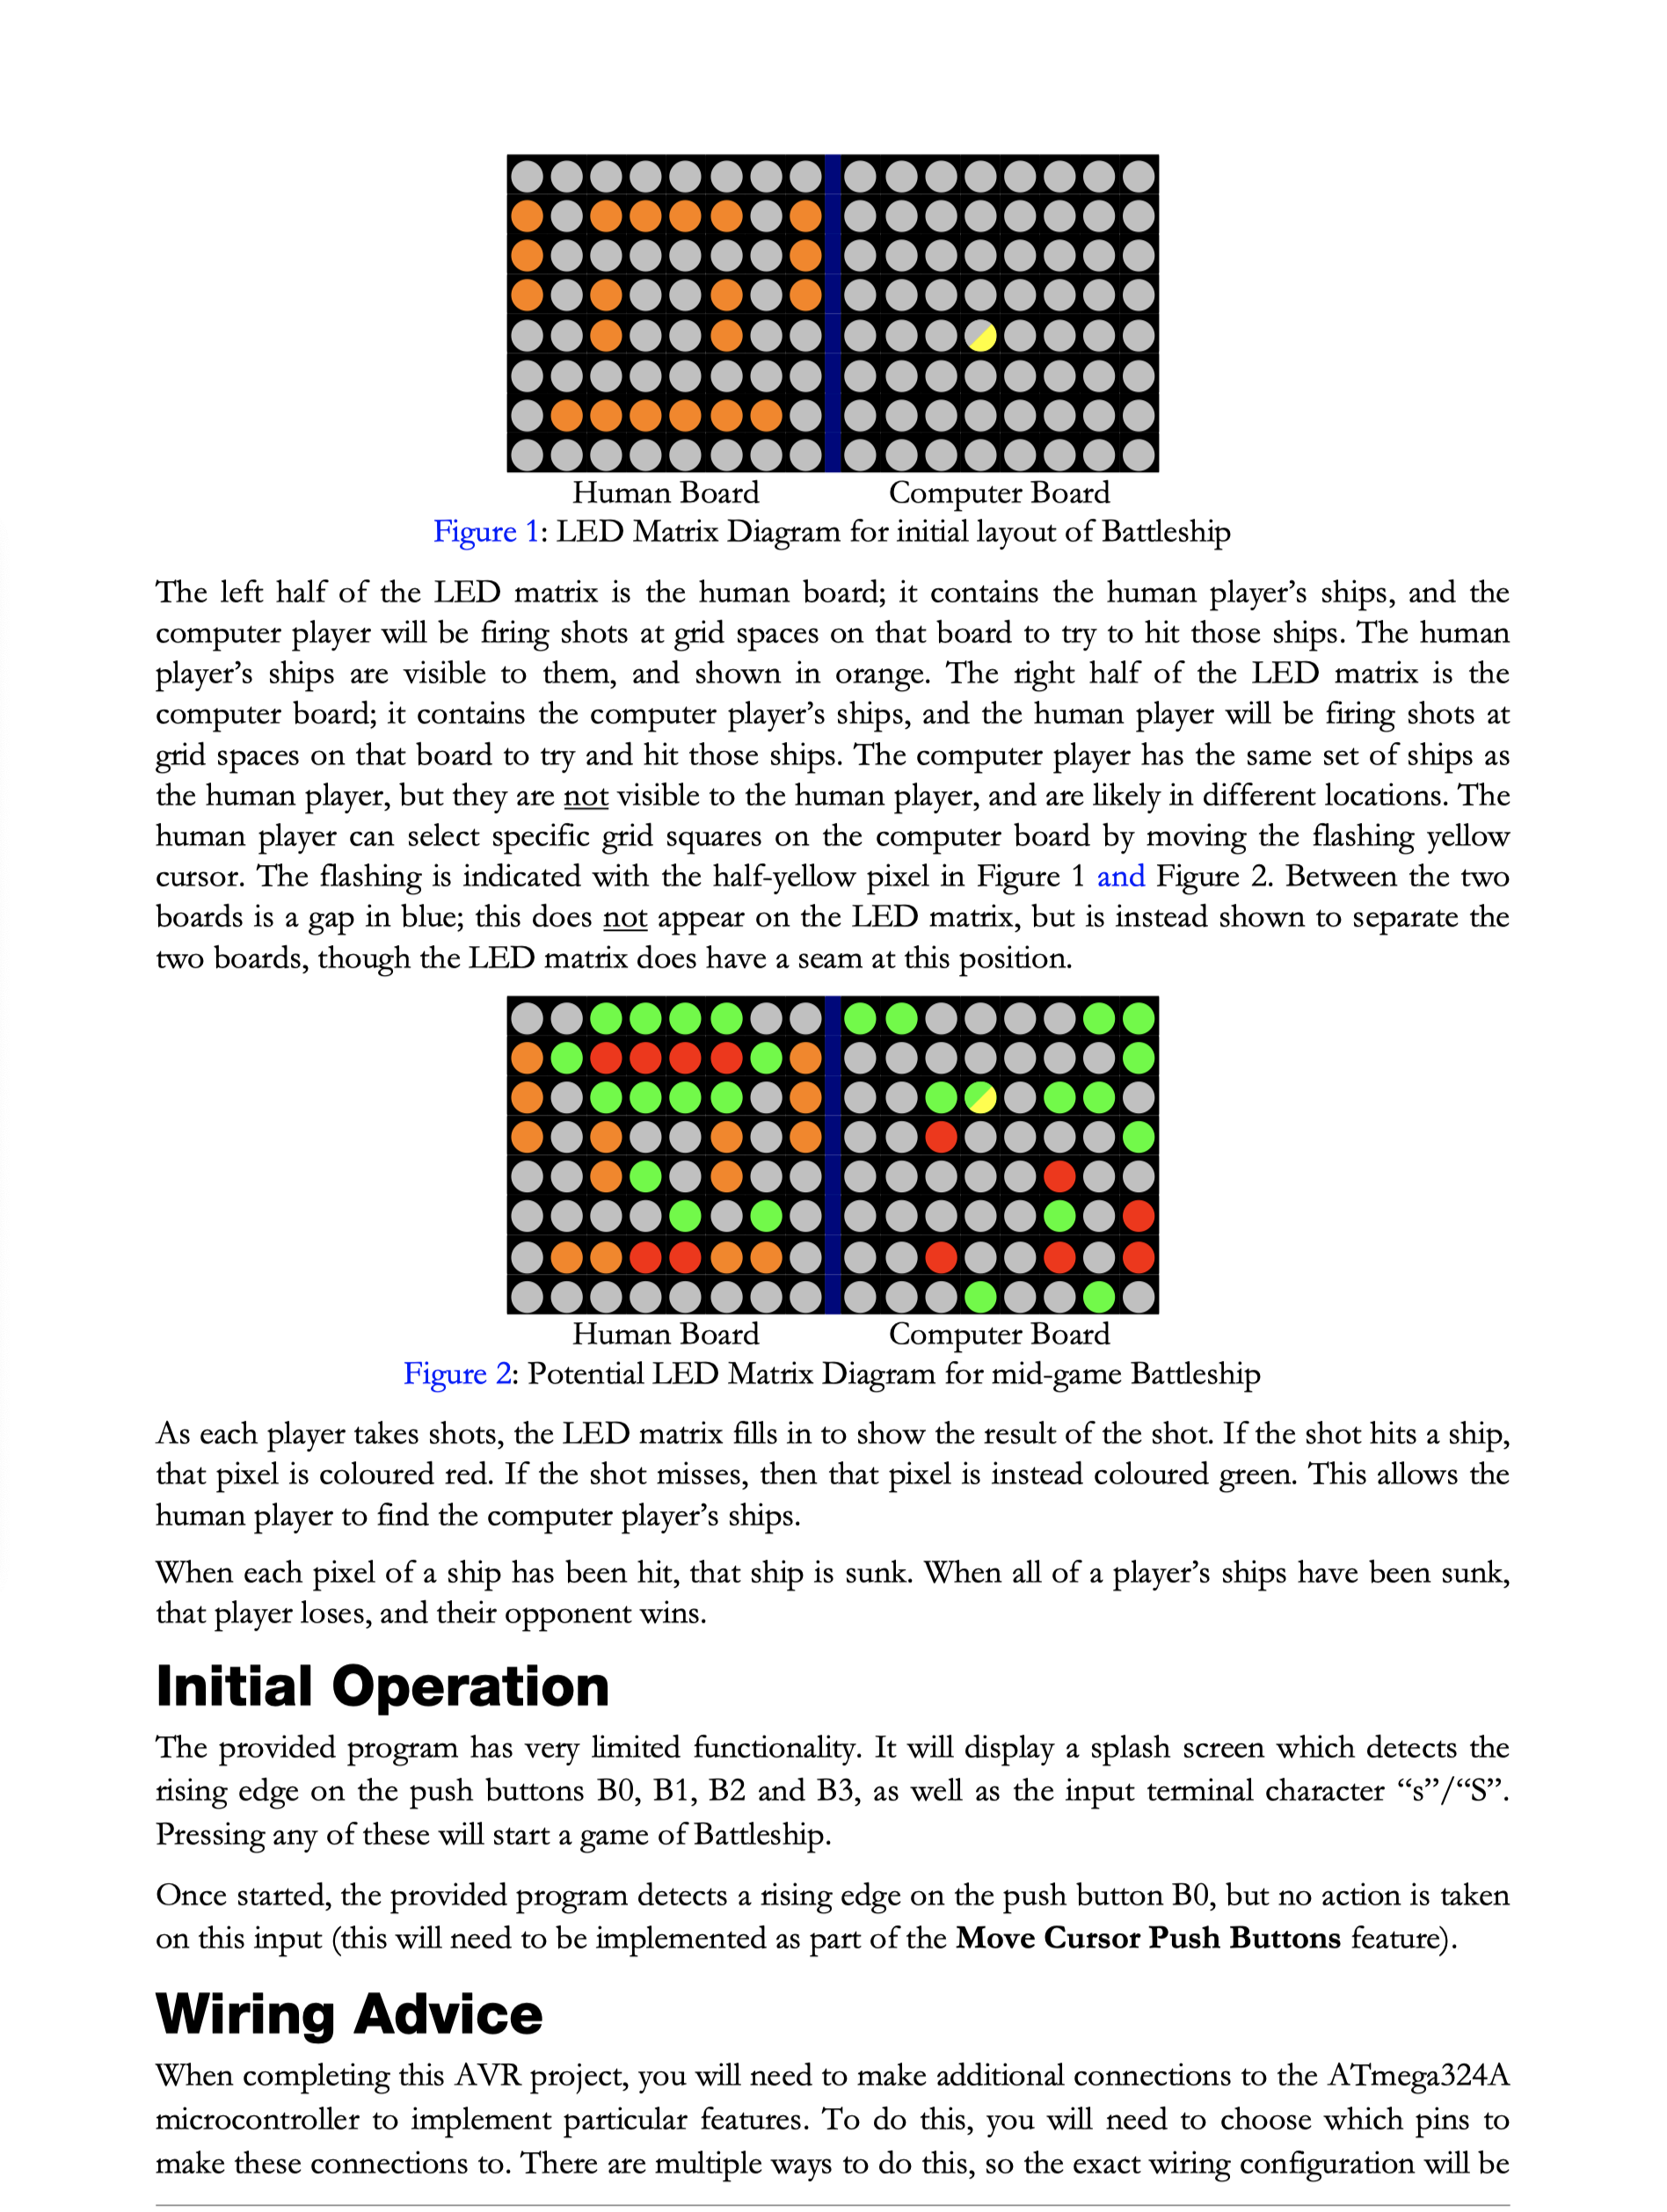 Human Board
Computer Board
Figure 1: LED Matrix Diagram for initial layout of Battleship
The left half of the LED matrix is the human board; it contains the human player’s ships, and the
computer player will be firing shots at grid spaces on that board to try to hit those ships. The human
player’s ships are visible to them, and shown in orange. The right half of the LED matrix is the
computer board; it contains the computer player’s ships, and the human player will be firing shots at
grid spaces on that board to try and hit those ships. The computer player has the same set of ships as
the human player, but they are not visible to the human player, and are likely in different locations. The
human player can select specific grid squares on the computer board by moving the flashing yellow
cursor. The flashing is indicated with the half-yellow pixel in Figure 1 and Figure 2. Between the two
boards is a gap in blue; this does not appear on the LED matrix, but is instead shown to separate the
two boards, though the LED matrix does have a seam at this position.
Human Board
Computer Board
Figure 2: Potential LED Matrix Diagram for mid-game Battleship
As each player takes shots, the LED matrix fills in to show the result of the shot. If the shot hits a ship,
that pixel is coloured red. If the shot misses, then that pixel is instead coloured green. This allows the
human player to find the computer player’s ships.
When each pixel of a ship has been hit, that ship is sunk. When all of a player’s ships have been sunk,
that player loses, and their opponent wins.
Initial Operation
The provided program has very limited functionality. It will display a splash screen which detects the
rising edge on the push buttons B0, B1, B2 and B3, as well as the input terminal character “s”/“S”.
Pressing any of these will start a game of Battleship.
Once started, the provided program detects a rising edge on the push button B0, but no action is taken
on this input (this will need to be implemented as part of the Move Cursor Push Buttons feature).
Wiring Advice
When completing this AVR project, you will need to make additional connections to the ATmega324A
microcontroller to implement particular features. To do this, you will need to choose which pins to
make these connections to. There are multiple ways to do this, so the exact wiring configuration will be